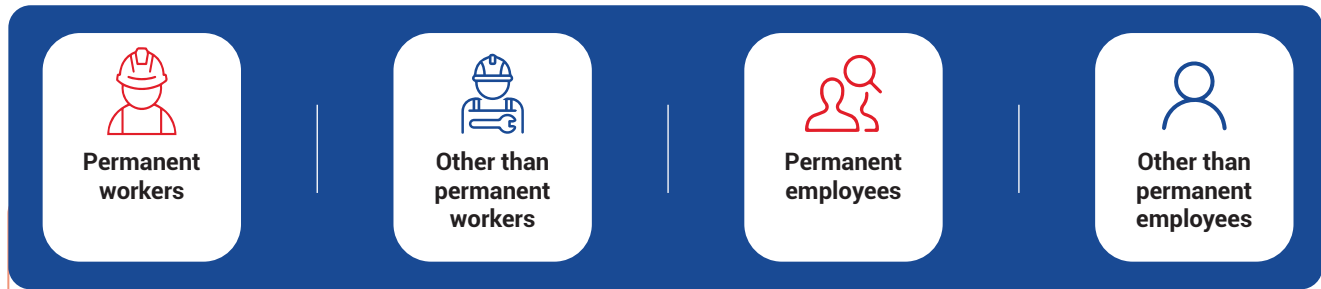 Permanent
workers
Other than
permanent
workers
Permanent
employees
Other than
permanent
employees